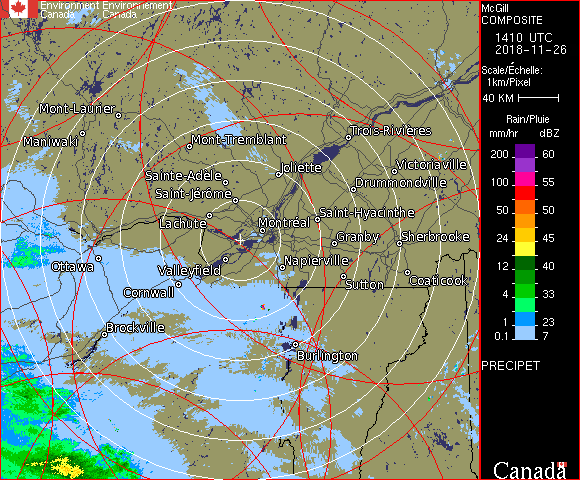 Environment Environnement
Canada Canada
McGill
COMPOSITE
1410 UTC
2018-11-26
Scale/Échelle:
1km/Pixel
40 KM
Rain/Pluie
mm/hr dBZ
200 60
155 57
100 55
50 50
24 45
12 40
4 33
1 23
0.1 7
PRECIPET
Canada
Mont-Laurier
Maniwaki
Mont-Tremblant
Trois-Rivières
Joliette
Victoriaville
Sainte-Adèle
Drummondville
Saint-Jérôme
Lachute
Saint-Hyacinthe
Montréal
Granby
Sherbrooke
Ottawa
Valleyfield
Napierville
Cornwall
Sutton
Coaticook
Brockville
Burlington